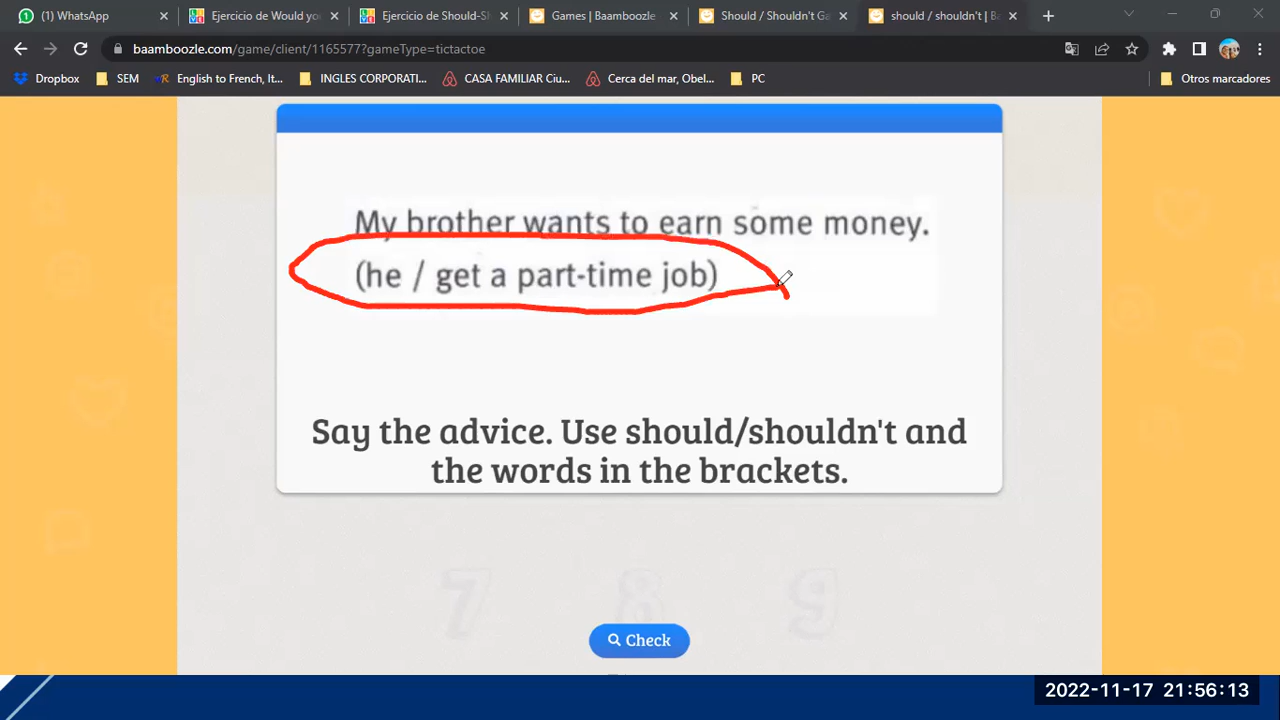 (1) WhatsApp
Ejercicio de Would yo
Ejercicio de Should-S
Games | Baamboozle
Should / Shouldn't Ga
should / shouldn't | B
baamboozle.com/game/client/1165577?gameType=tictactoe
Dropbox
SEM
English to French, It...
INGLES CORPORATI...
CASA FAMILIAR Ciu...
Cerca del mar, Obel...
PC
Otros marcadores
My brother wants to earn some money.
(he / get a part-time job)
Say the advice. Use should/shouldn't and
the words in the brackets.
7 8 9
Check
2022-11-17 21:56:13